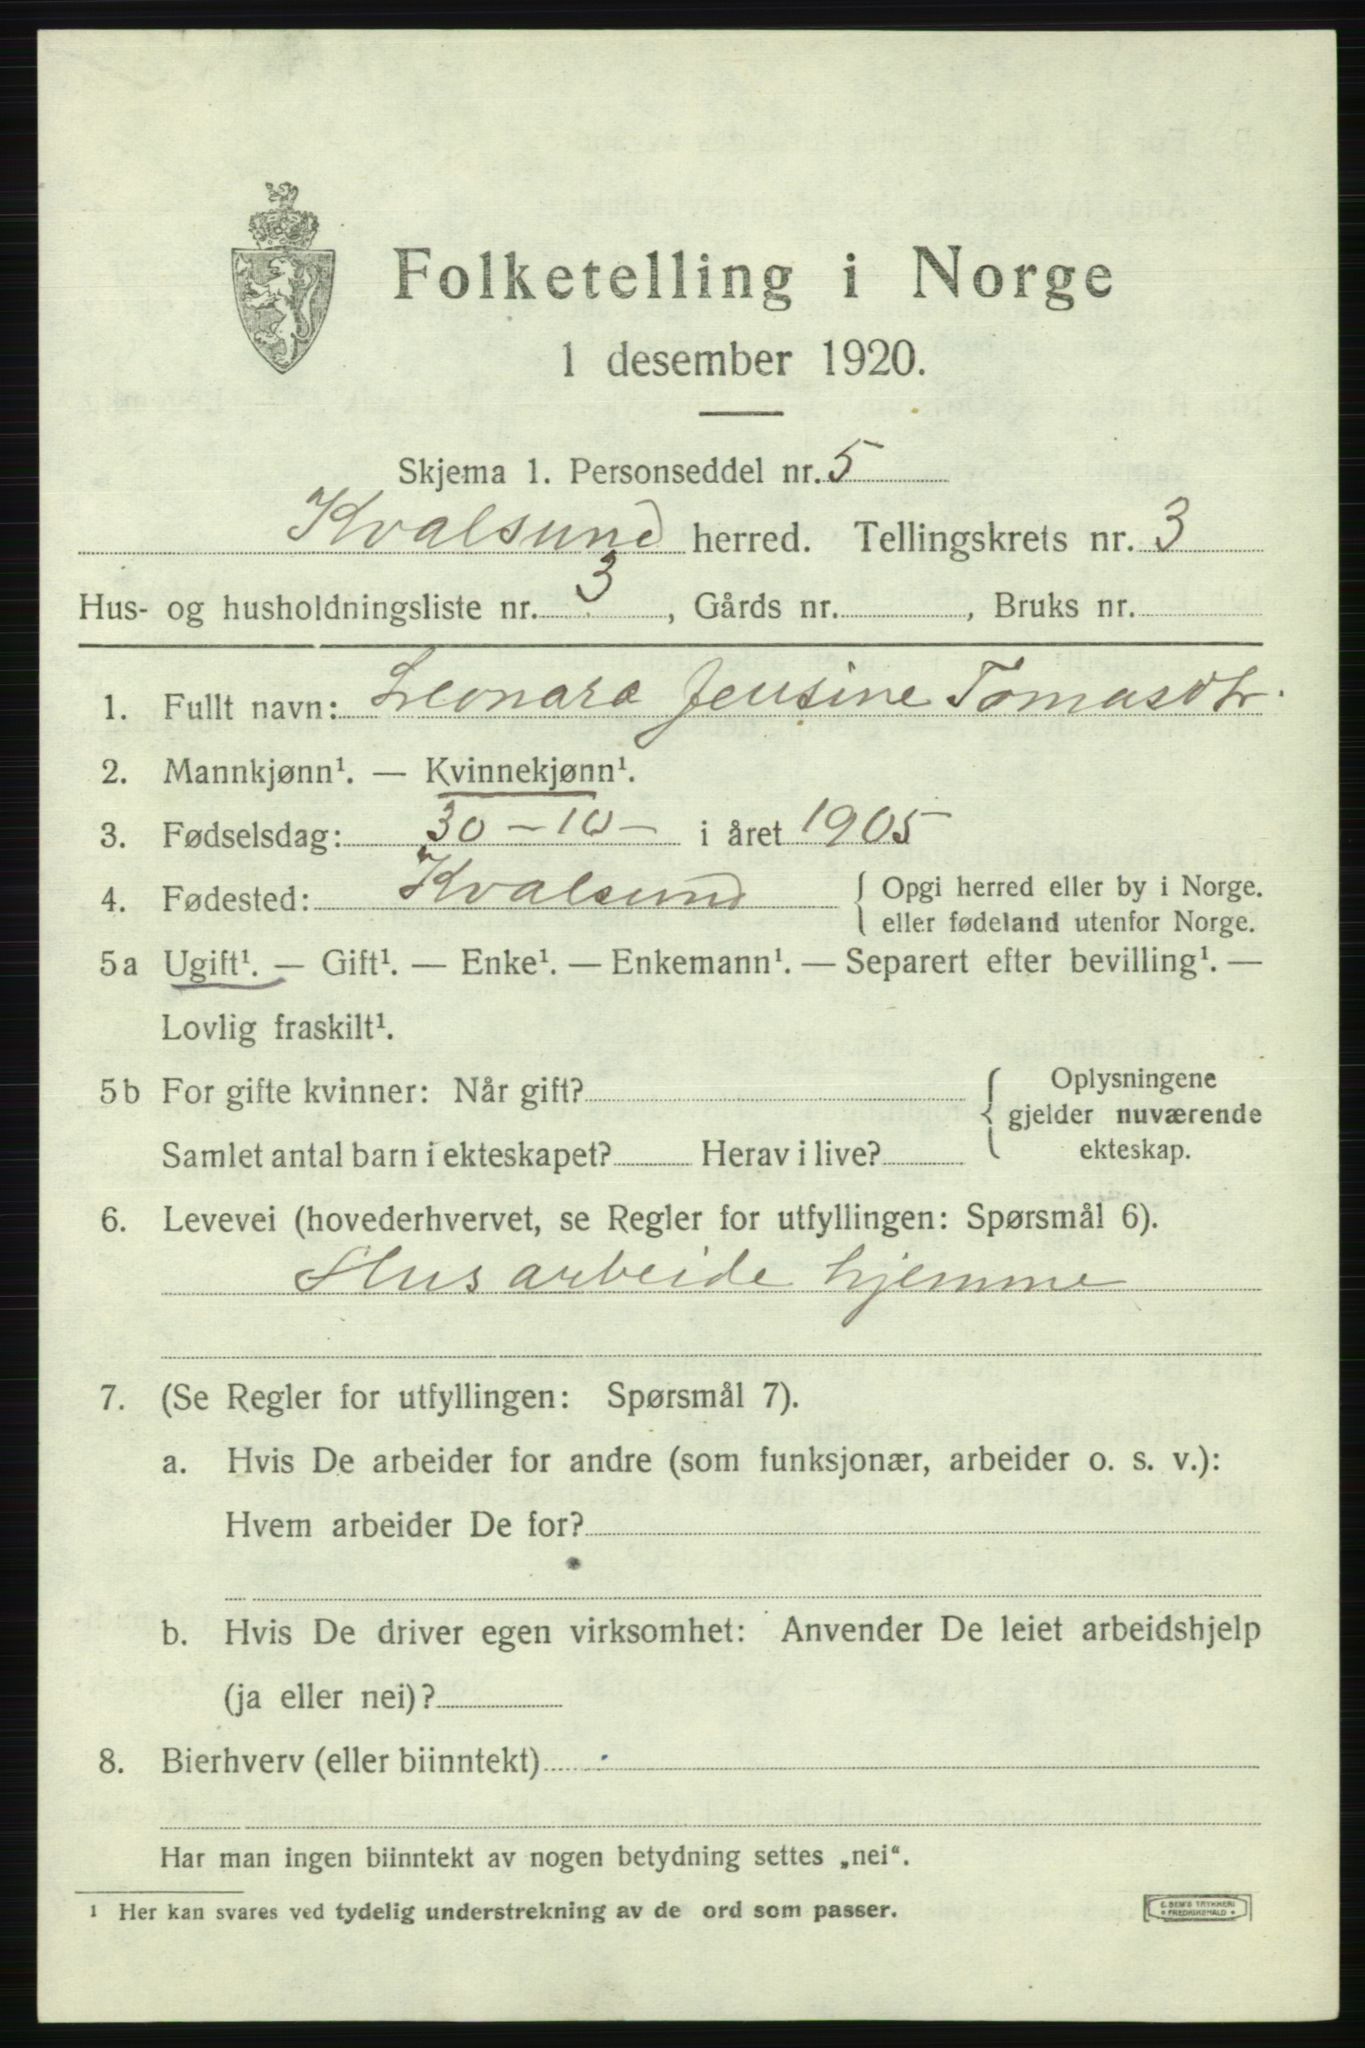 Folketelling i Norge
1 desember 1920.
Skjema 1. Personseddel nr. 5
Kvalsund herred. Tellingskrets nr. 3
Hus- og husholdningsliste nr. 3, Gårds nr. , Bruks nr.
1. Fullt navn: Leonara Jensine Tomasdtr.
2. Mannkjønn¹. — Kvinnekjønn¹.
3. Fødselsdag: 30 – 10 – i året 1905
4. Fødested: Kvalsund { Opgi herred eller by i Norge.
eller fødeland utenfor Norge.
5a Ugift¹. — Gift¹. — Enke¹. — Enkemann¹. — Separert efter bevilling¹. —
Lovlig fraskilt¹.
5b For gifte kvinner: Når gift? { Oplysningene
gjelder nuværende
Samlet antal barn i ekteskapet? Herav i live? ekteskap.
6. Levevei (hovederhvervet, se Regler for utfyllingen: Spørsmål 6).
Husarbeide hjemme
7. (Se Regler for utfyllingen: Spørsmål 7).
a. Hvis De arbeider for andre (som funksjonær, arbeider o. s. v.):
Hvem arbeider De for?
b. Hvis De driver egen virksomhet: Anvender De leiet arbeidshjelp
(ja eller nei)?
8. Bierhverv (eller biinntekt)
Har man ingen biinntekt av nogen betydning settes „nei“.
¹ Her kan svares ved tydelig understrekning av de ord som passer.
TRYKKERI
FREDRIKSHALD